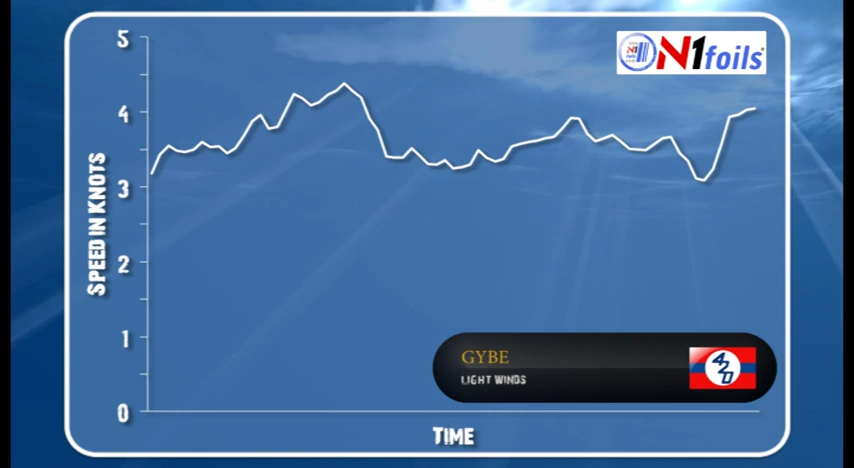 5
N1foils
4
3
2
1
0
SPEED IN KNOTS
GYBE
LIGHT WINDS
420
TIME